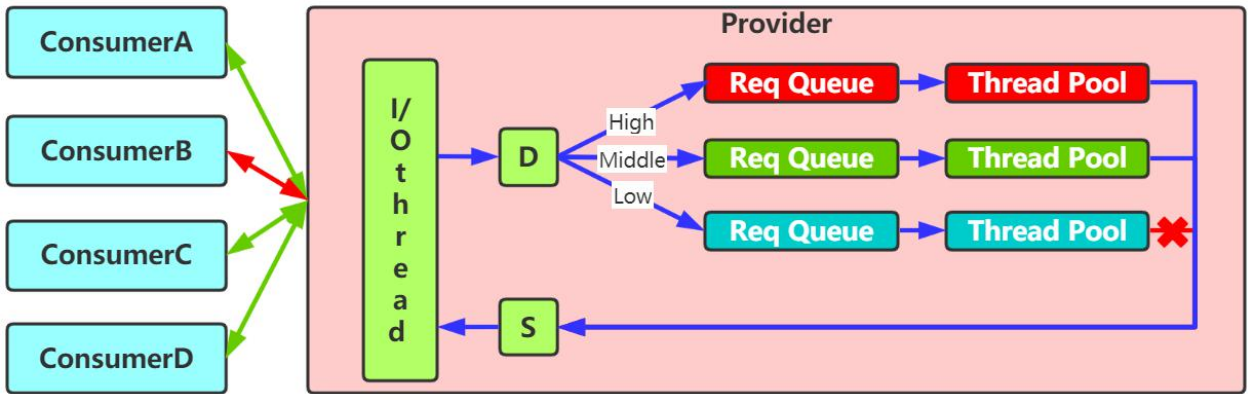 ConsumerA
ConsumerB
ConsumerC
ConsumerD
Provider
I/
O
t
h
r
e
a
d
D
High
Middle
Low
Req Queue
Thread Pool
Req Queue
Thread Pool
Req Queue
Thread Pool
S